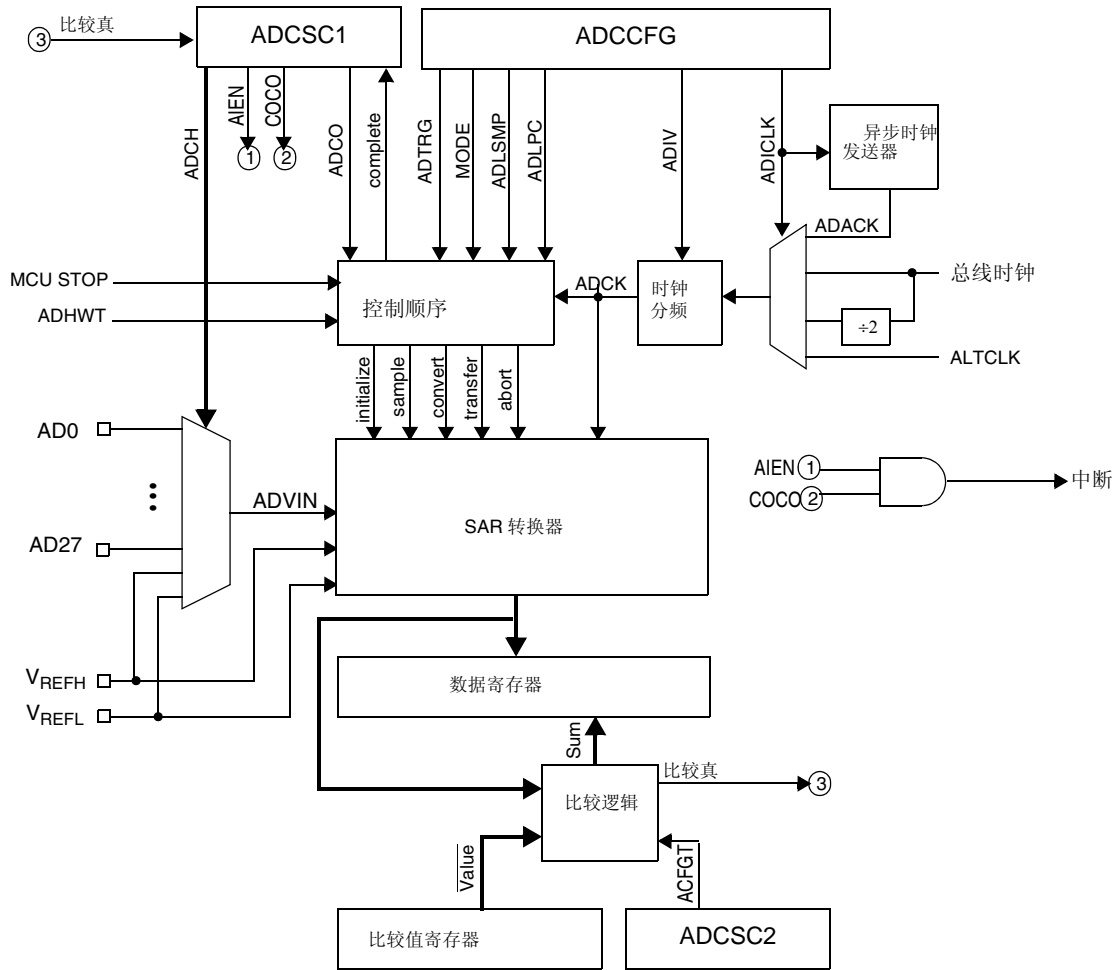 ③ 比较真
ADCSC1
ADCCFG
ADCH
AIEN
①
COCO
②
ADCO
complete
ADTRG
MODE
ADLSMP
ADLPC
ADIV
ADICLK
异步时钟
发送器
ADACK
MCU STOP
ADHWT
控制顺序
ADCK
时钟
分频
总线时钟
÷2
ALTCLK
initialize
sample
convert
transfer
abort
AD0
•••
AD27
ADVIN
SAR 转换器
AIEN ①
COCO ②
中断
VREFH
VREFL
数据寄存器
Sum
比较逻辑
比较真
③
Value
ACFGT
比较值寄存器
ADCSC2